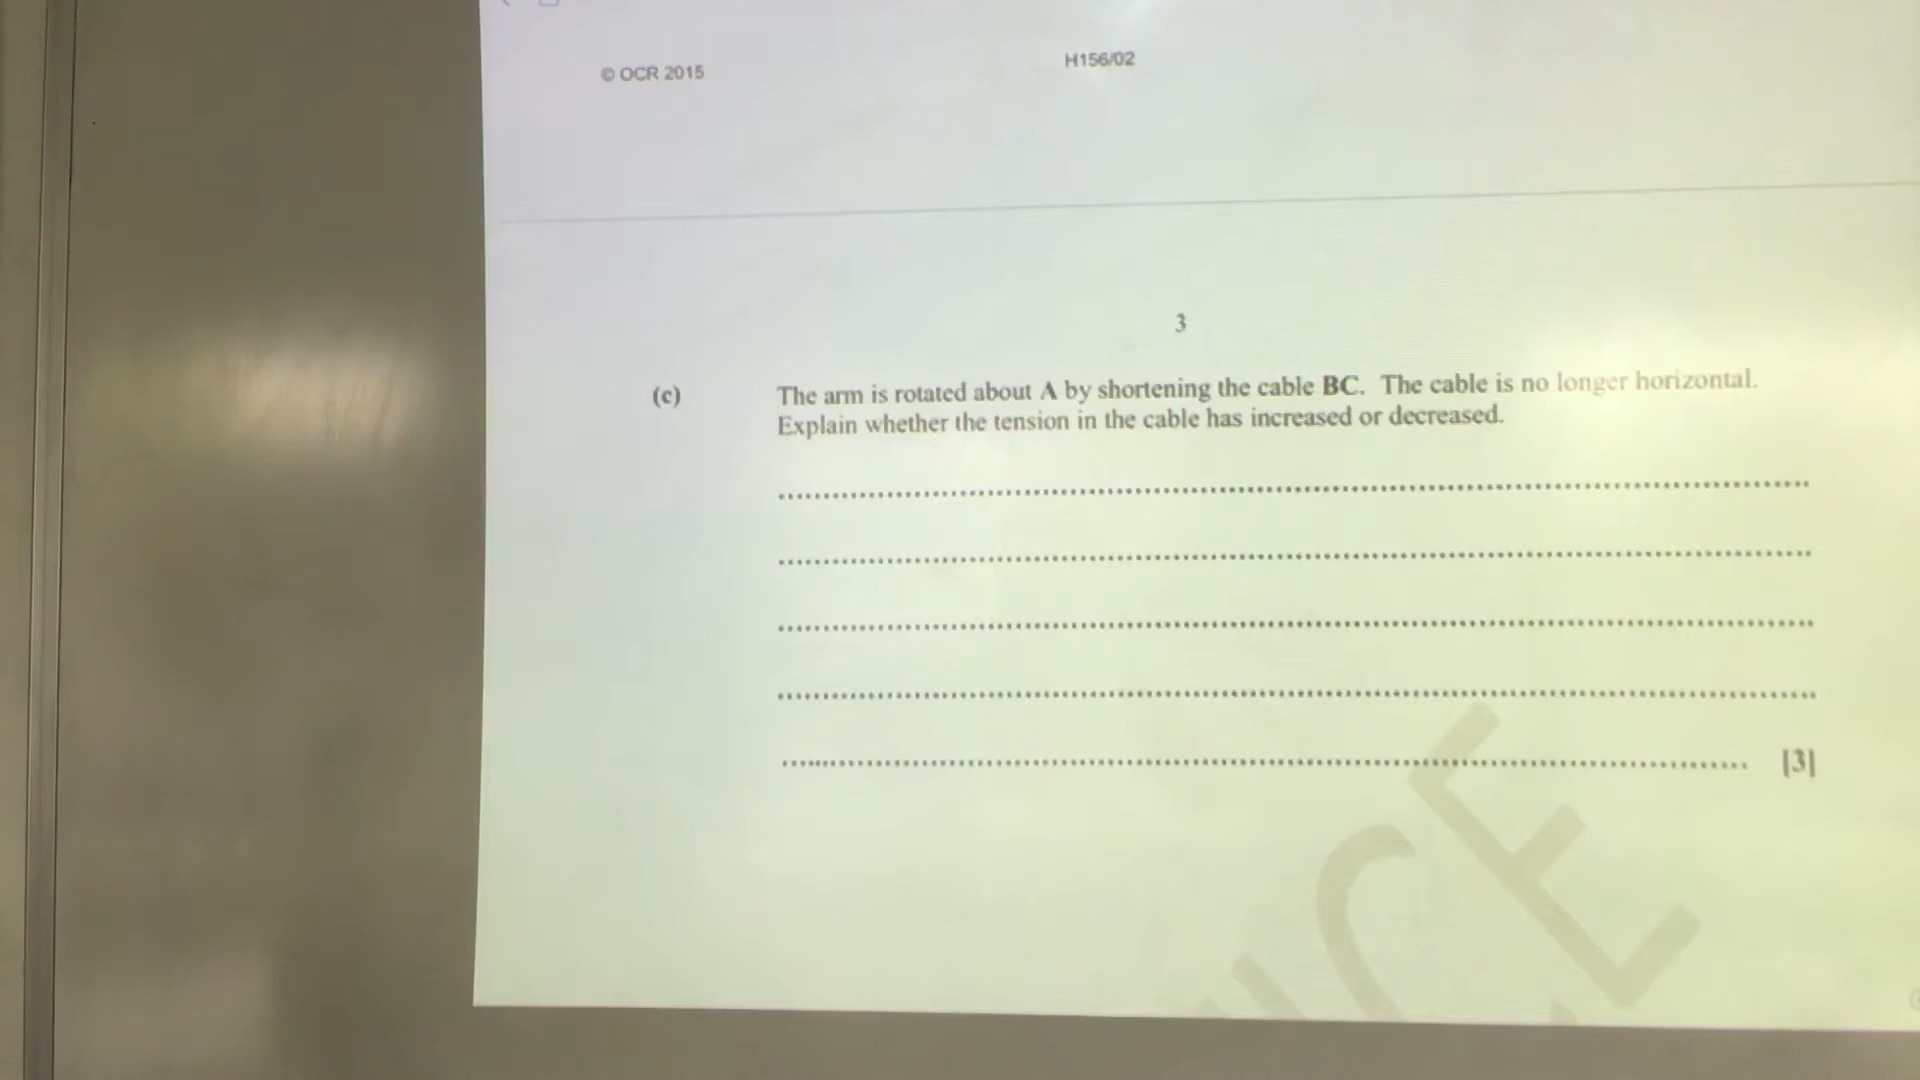 © OCR 2015
H156/02
3
(c) The arm is rotated about A by shortening the cable BC. The cable is no longer horizontal.
Explain whether the tension in the cable has increased or decreased.
[3]